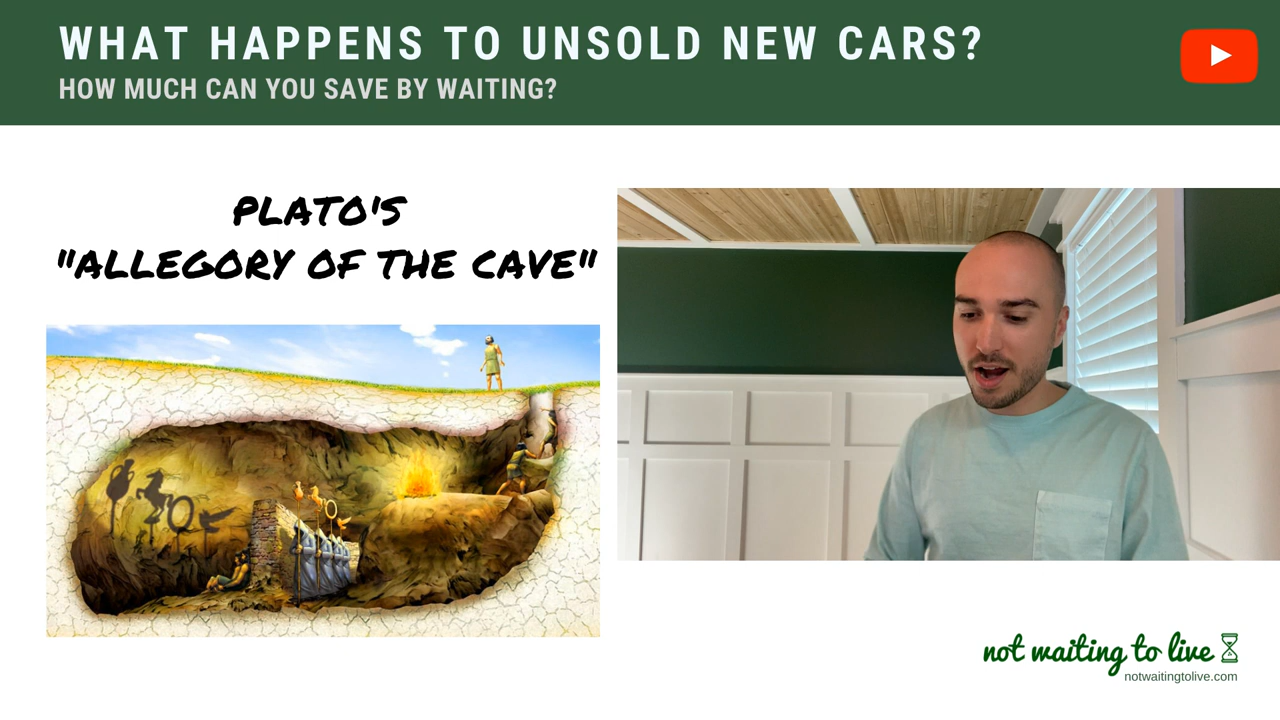 WHAT HAPPENS TO UNSOLD NEW CARS?
HOW MUCH CAN YOU SAVE BY WAITING?
PLATO'S
"ALLEGORY OF THE CAVE"
not waiting to live
notwaitingtolive.com